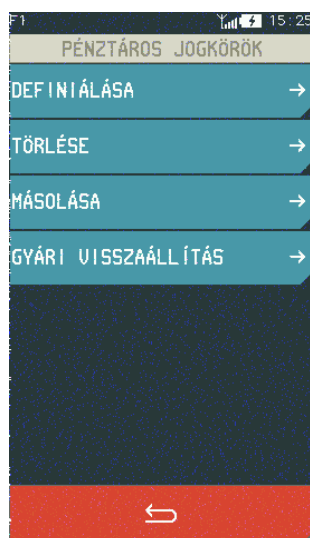 F1 15:25
PÉNZTÁROS JOGKÖRÖK
DEFINIÁLÁSA
TÖRLÉSE
MÁSOLÁSA
GYÁRI VISSZAÁLLÍTÁS